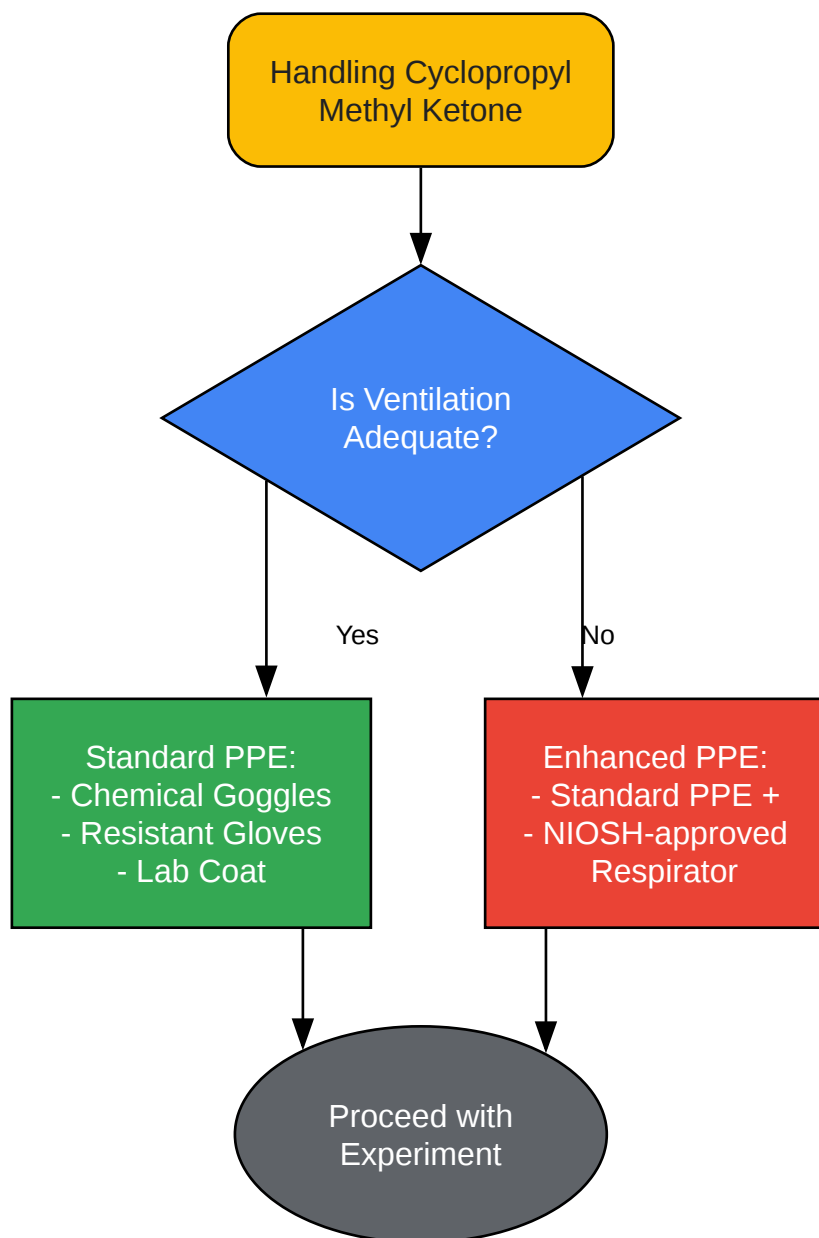 Handling Cyclopropyl
Methyl Ketone
Is Ventilation
Adequate?
Yes
No
Standard PPE:
- Chemical Goggles
- Resistant Gloves
- Lab Coat
Enhanced PPE:
- Standard PPE +
- NIOSH-approved
Respirator
Proceed with
Experiment